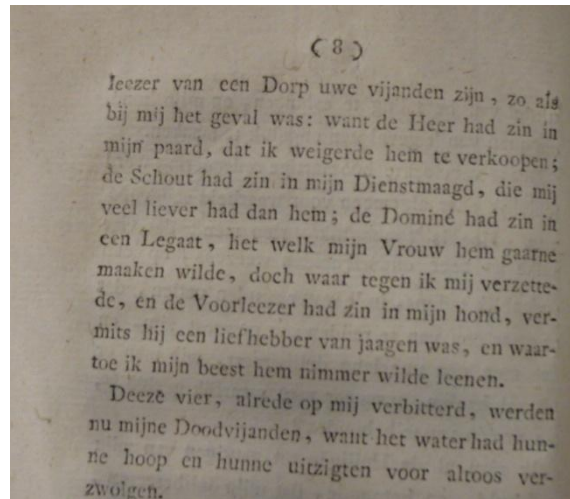 ( 8 )
leezer van een Dorp uwe vijanden zijn, zo als
bij mij het geval was: want de Heer had zin in
mijn paard, dat ik weigerde hem te verkoopen;
de Schout had zin in mijn Dienstmaagd, die mij
veel liever had dan hem; de Dominé had zin in
een Legaat, het welk mijn Vrouw hem gaarne
maaken wilde, doch waar tegen ik mij verzette-
de, en de Voorleezer had zin in mijn hond, ver-
mits hij een liefhebber van jaagen was, en waar-
toe ik mijn beest hem nimmer wilde leenen.
Deeze vier, alrede op mij verbitterd, werden
nu mijne Doodvijanden, want het water had hun-
ne hoop en hunne uitzigten voor altoos ver-
zwolgen.